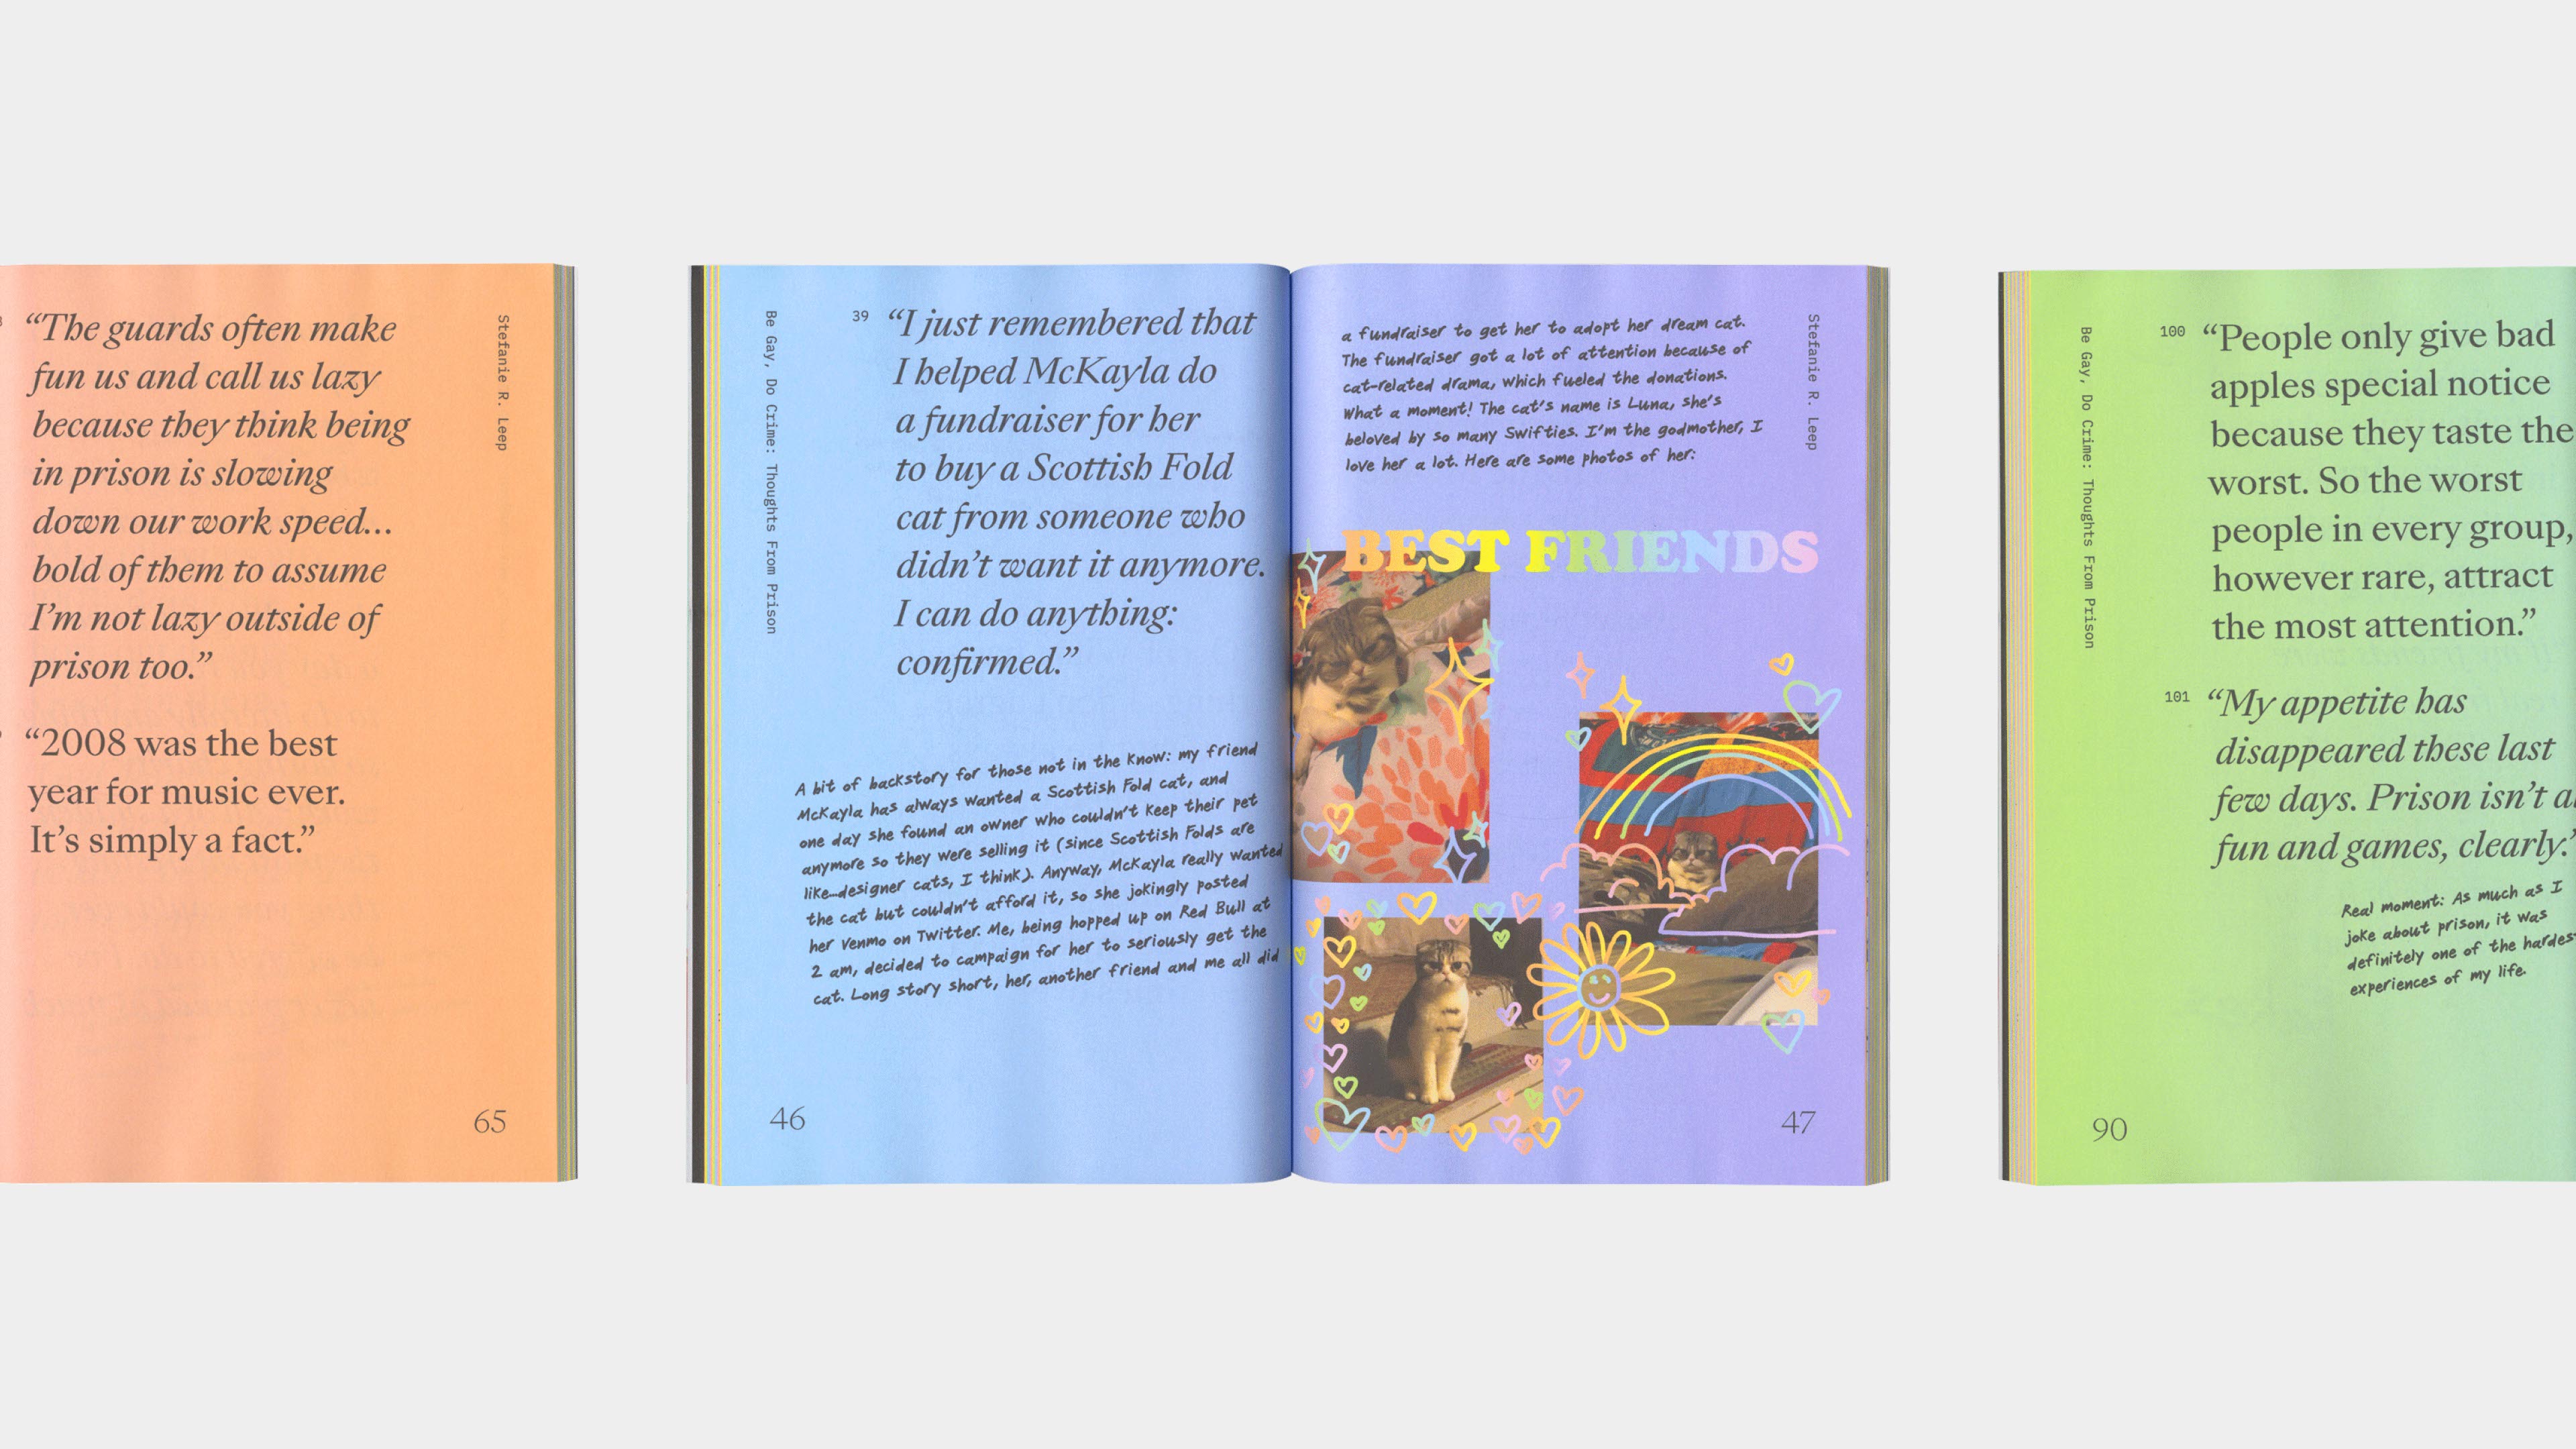 “The guards often make
fun us and call us lazy
because they think being
in prison is slowing
down our work speed…
bold of them to assume
I’m not lazy outside of
prison too.”
“2008 was the best
year for music ever.
It’s simply a fact.”
Stefanie R. Leep
65
Be Gay, Do Crime: Thoughts From Prison
39
“I just remembered that
I helped McKayla do
a fundraiser for her
to buy a Scottish Fold
cat from someone who
didn’t want it anymore.
I can do anything:
confirmed.”
A bit of backstory for those not in the know: my friend
McKayla has always wanted a Scottish Fold cat, and
one day she found an owner who couldn’t keep their pet
anymore so they were selling it (since Scottish Folds are
like…designer cats, I think). Anyway, McKayla really wanted
the cat but couldn’t afford it, so she jokingly posted
her Venmo on Twitter. Me, being hopped up on Red Bull at
2 am, decided to campaign for her to seriously get the
cat. Long story short, her, another friend and me all did
46
a fundraiser to get her to adopt her dream cat.
The fundraiser got a lot of attention because of
cat-related drama, which fueled the donations.
What a moment! The cat’s name is Luna, she’s
beloved by so many Swifties. I’m the godmother, I
love her a lot. Here are some photos of her:
Stefanie R. Leep
BEST FRIENDS
47
Be Gay, Do Crime: Thoughts From Prison
100
“People only give bad
apples special notice
because they taste the
worst. So the worst
people in every group,
however rare, attract
the most attention.”
101
“My appetite has
disappeared these last
few days. Prison isn’t
fun and games, clearly.”
Real moment: As much as I
joke about prison, it was
definitely one of the hardest
experiences of my life.
90